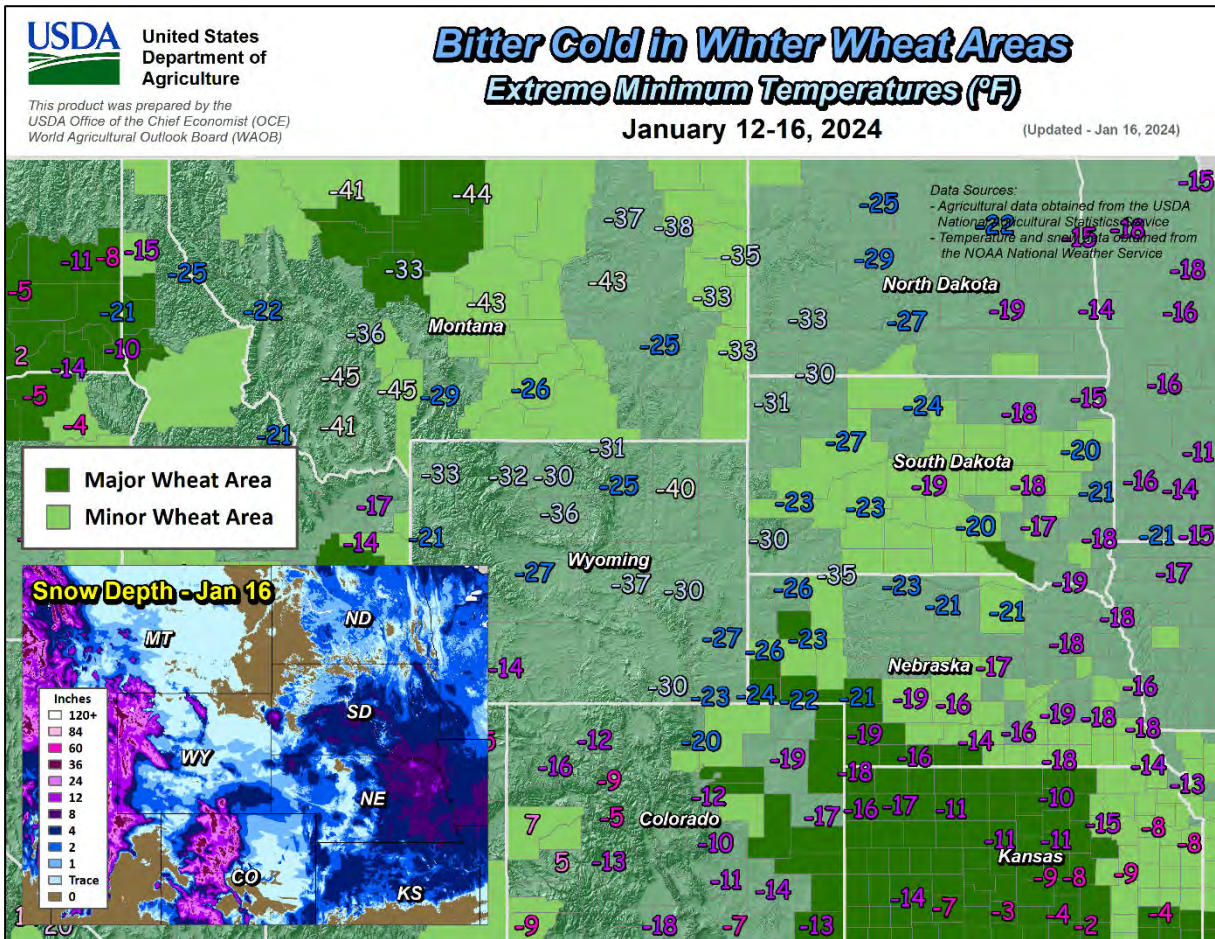 USDA
United States
Department of
Agriculture
This product was prepared by the
USDA Office of the Chief Economist (OCE)
World Agricultural Outlook Board (WAOB)
Bitter Cold in Winter Wheat Areas
Extreme Minimum Temperatures (ºF)
January 12-16, 2024
(Updated - Jan 16, 2024)
Data Sources:
- Agricultural data obtained from the USDA
National Agricultural Statistics Service
- Temperature and snow data obtained from
the NOAA National Weather Service
-41 -44 -37 -38 -25 -22 -15 -18 -15
-11 -8 -15 -25 -33 -43 -43 -35 -29 -18
North Dakota
-5 -21 -22 -36 -33 -33 -27 -19 -14 -16
Montana
2 -10 -14 -25 -33 -30
-5 -45 -45 -29 -26 -31 -24 -18 -15 -16
-4 -21 -41 -31 -27 -20 -11
South Dakota
-33 -32 -30 -25 -40 -23 -23 -19 -18 -21 -16 -14
Major Wheat Area
Minor Wheat Area
-17 -36 -20 -17 -18 -21 -15
-14 -21 -30
Wyoming
-27 -37 -30 -26 -35 -23 -21 -21 -19 -17
-18
-27 -26 -23 -18
Nebraska
-17
-14 -30 -23 -24 -22 -21 -19 -16 -16
-12 -20 -19 -19 -14 -16 -19 -18 -18
-16 -9 -18 -16 -18 -14 -13
-12
7 -5
Colorado
-17 -16 -17 -11 -10 -15 -8 -8
-10 -11 -11
Kansas
5 -13 -11 -14 -9 -8 -9
-14 -7 -3 -4 -2 -4
-9 -18 -7 -13
Snow Depth - Jan 16
MT
ND
SD
WY
NE
CO
KS
Inches
120+
84
60
36
24
12
8
4
2
1
Trace
0